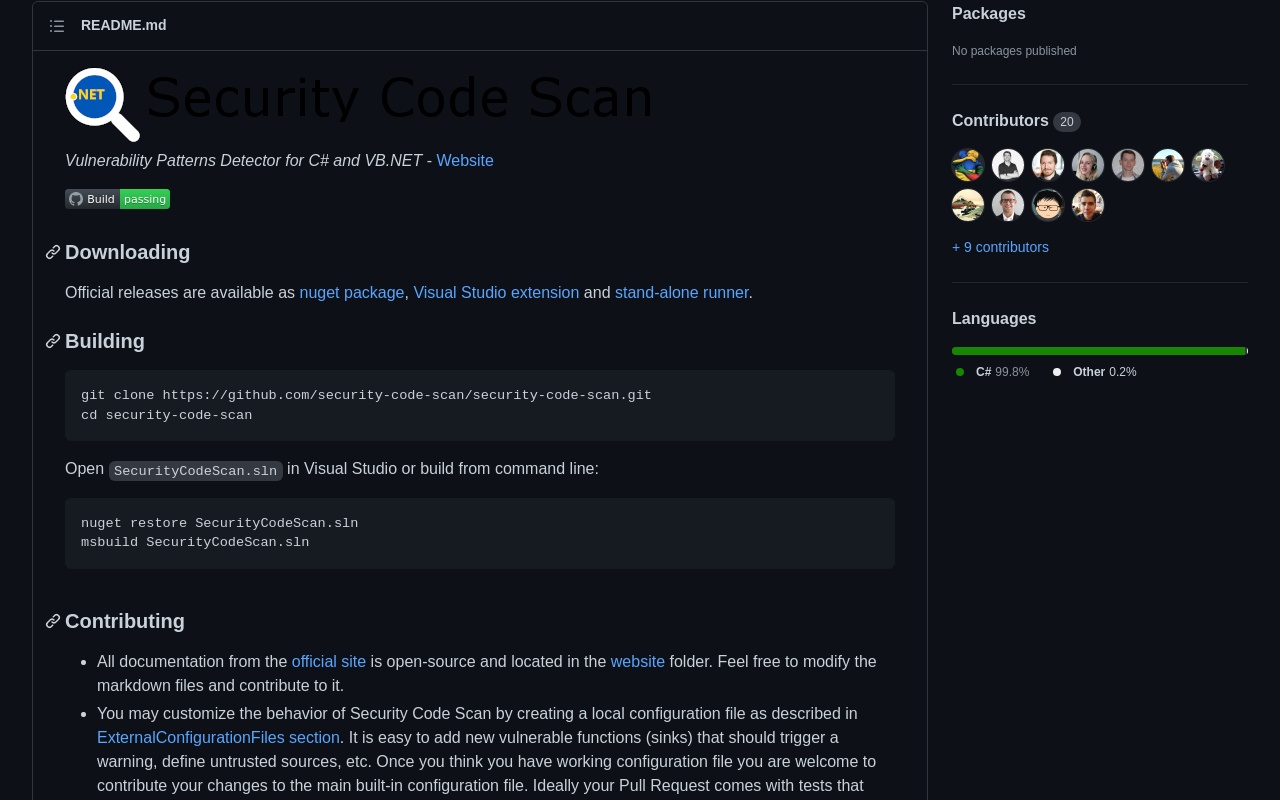 README.md
.NET Security Code Scan
Vulnerability Patterns Detector for C# and VB.NET - Website
Build passing
Downloading
Official releases are available as nuget package, Visual Studio extension and stand-alone runner.
Building
git clone https://github.com/security-code-scan/security-code-scan.git
cd security-code-scan
Open SecurityCodeScan.sln in Visual Studio or build from command line:
nuget restore SecurityCodeScan.sln
msbuild SecurityCodeScan.sln
Contributing
• All documentation from the official site is open-source and located in the website folder. Feel free to modify the
markdown files and contribute to it.
• You may customize the behavior of Security Code Scan by creating a local configuration file as described in
ExternalConfigurationFiles section. It is easy to add new vulnerable functions (sinks) that should trigger a
warning, define untrusted sources, etc. Once you think you have working configuration file you are welcome to
contribute your changes to the main built-in configuration file. Ideally your Pull Request comes with tests that
Packages
No packages published
Contributors 20
+ 9 contributors
Languages
C# 99.8% Other 0.2%